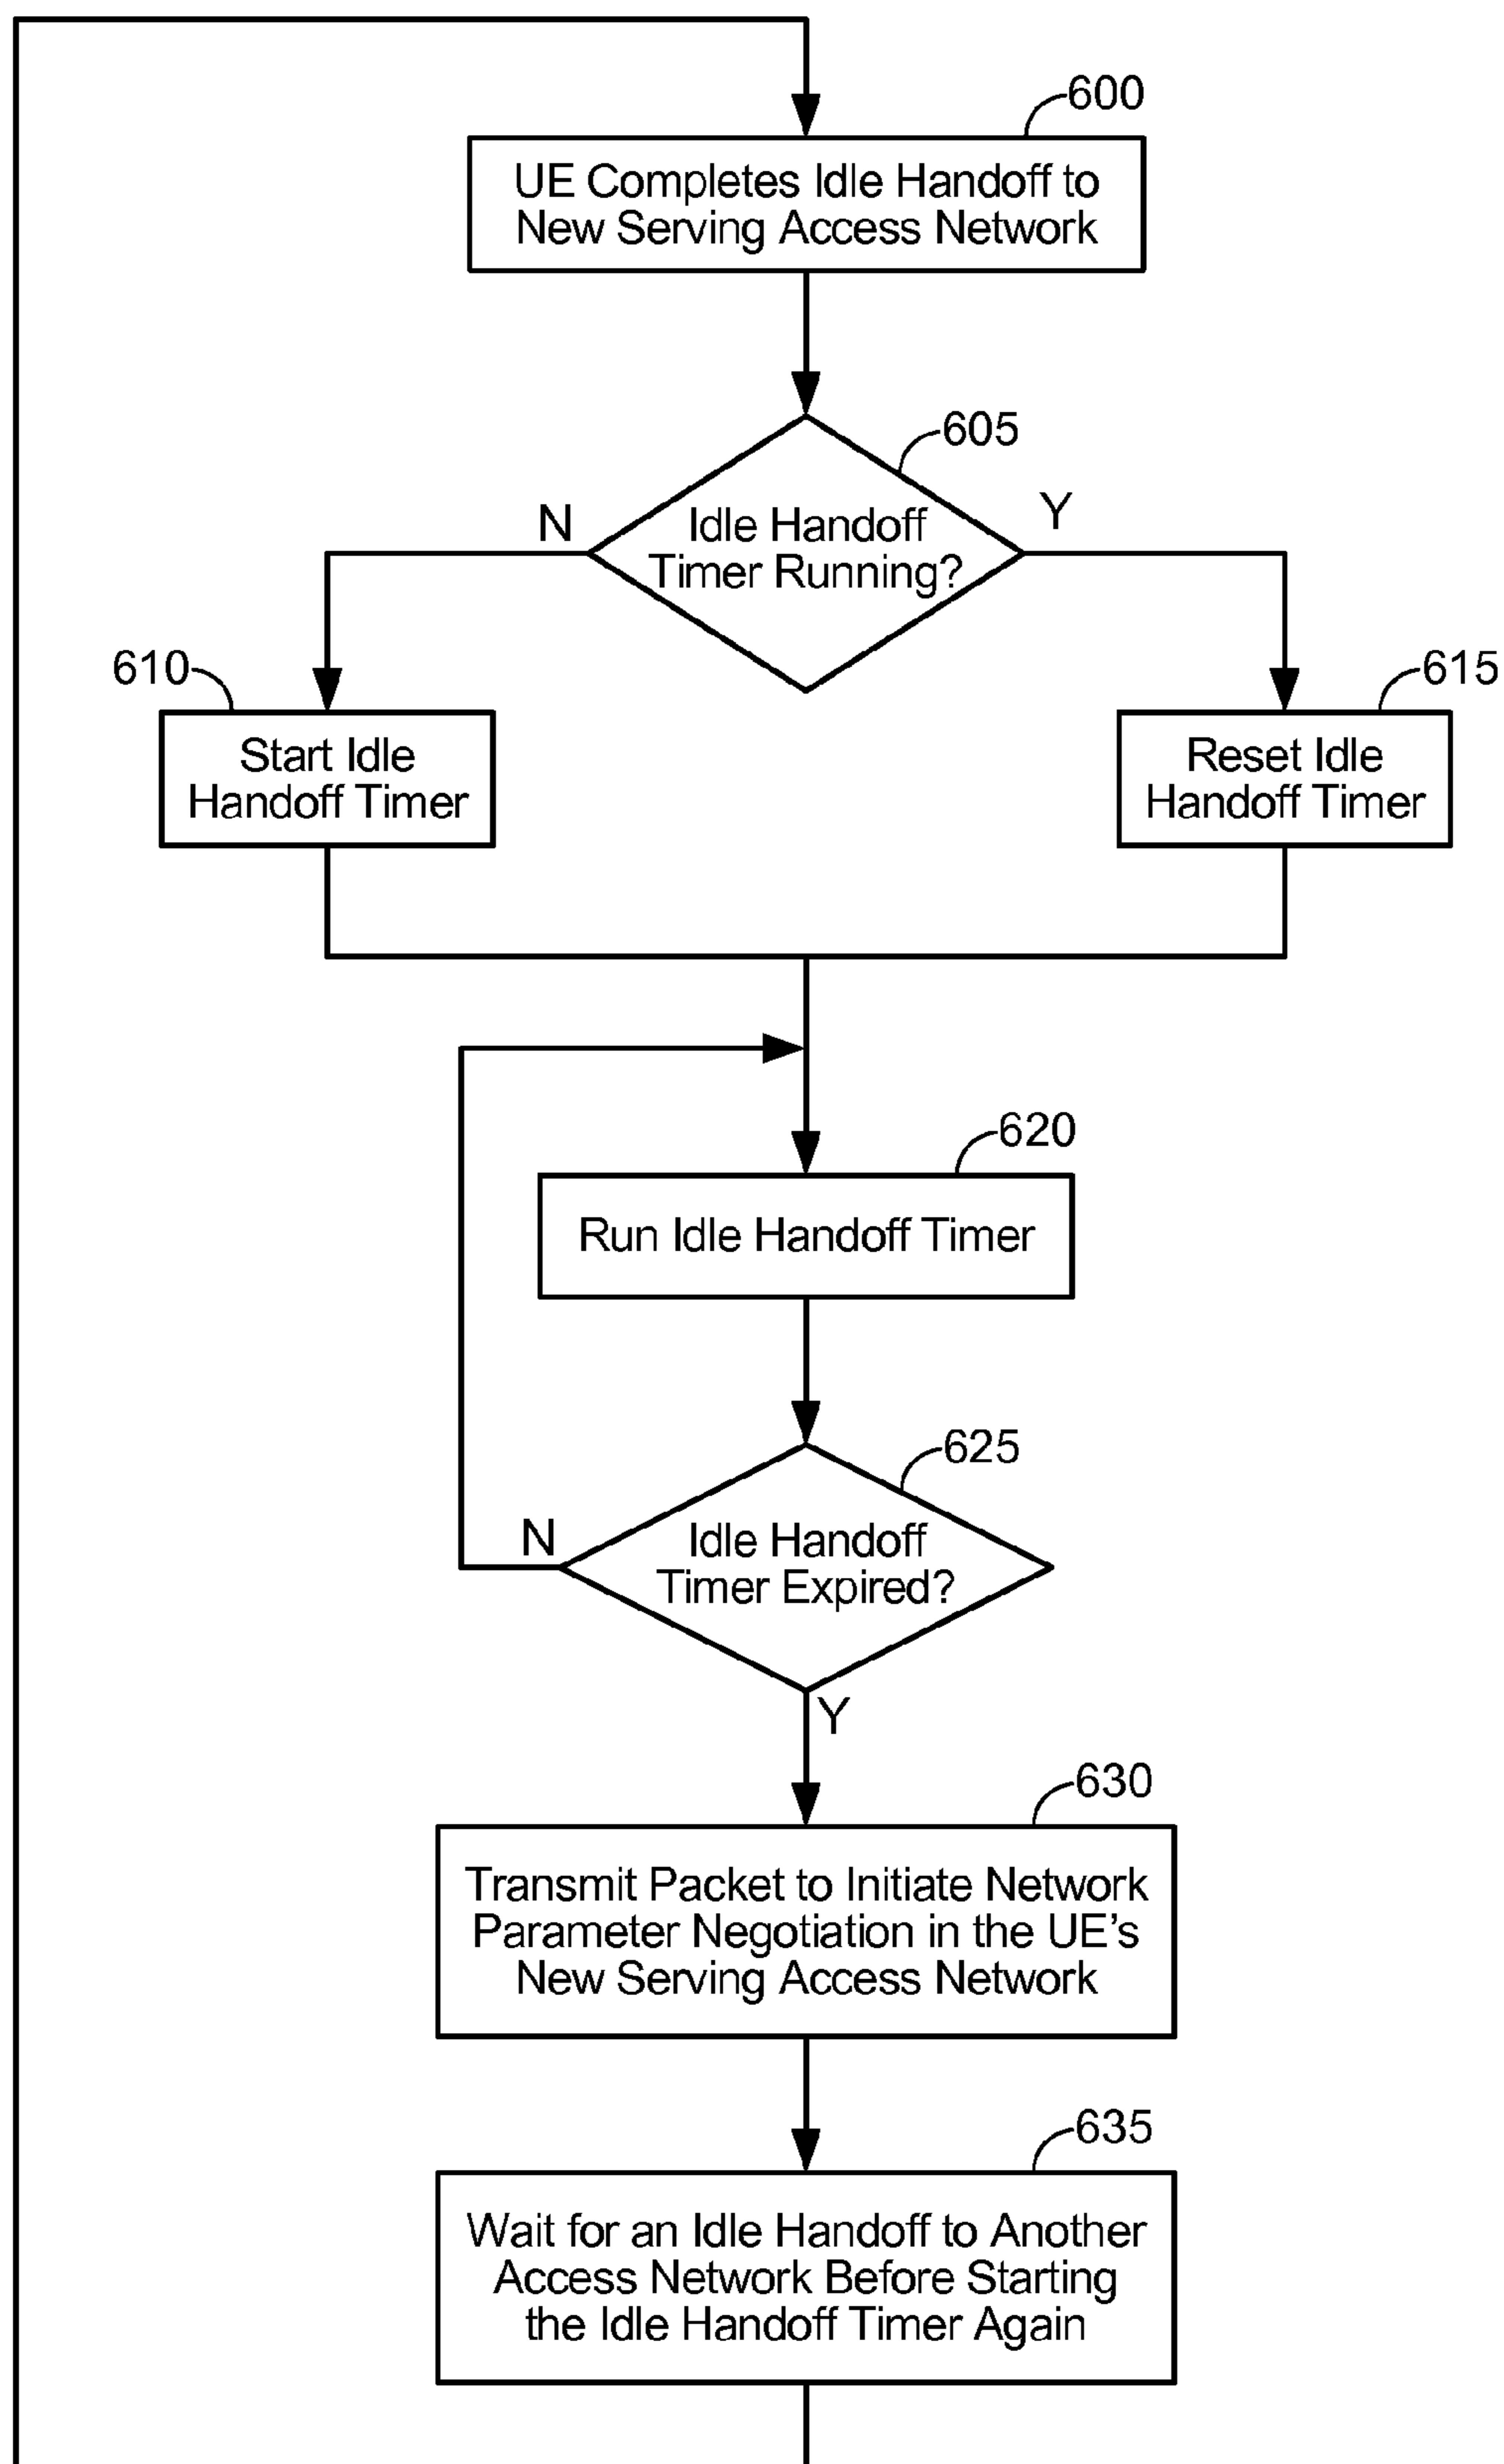 600
UE Completes Idle Handoff to
New Serving Access Network
605
N
Idle Handoff
Timer Running?
Y
610
Start Idle
Handoff Timer
615
Reset Idle
Handoff Timer
620
Run Idle Handoff Timer
625
N
Idle Handoff
Timer Expired?
Y
630
Transmit Packet to Initiate Network
Parameter Negotiation in the UE's
New Serving Access Network
635
Wait for an Idle Handoff to Another
Access Network Before Starting
the Idle Handoff Timer Again